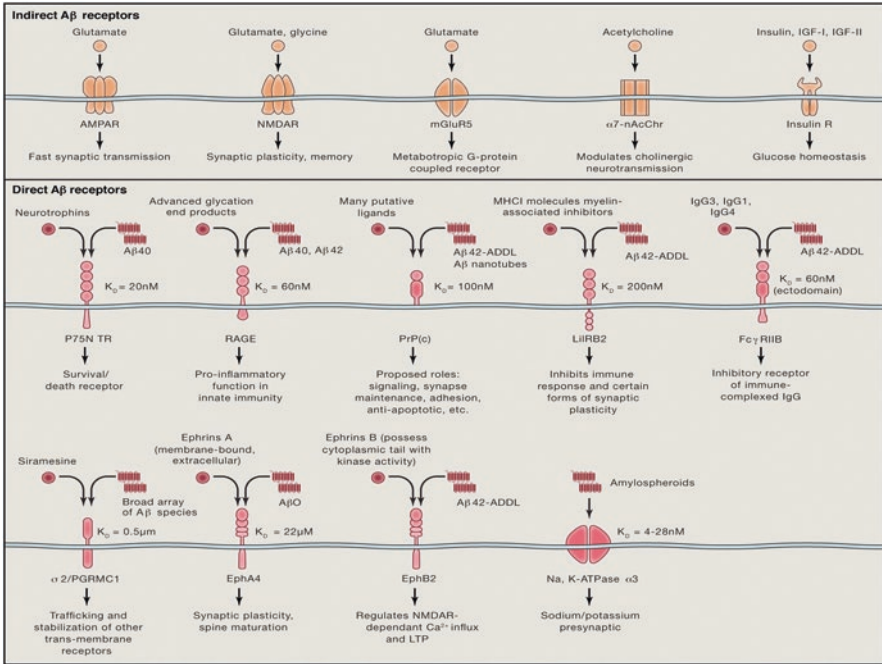 Indirect Aβ receptors
Glutamate
Glutamate, glycine
Glutamate
Acetylcholine
Insulin, IGF-I, IGF-II
AMPAR
NMDAR
mGluR5
α7-nAcChr
Insulin R
Fast synaptic transmission
Synaptic plasticity, memory
Metabotropic G-protein
coupled receptor
Modulates cholinergic
neurotransmission
Glucose homeostasis
Direct Aβ receptors
Neurotrophins
Aβ40
K_D = 20nM
P75N TR
Survival/
death receptor
Advanced glycation
end products
Aβ40, Aβ42
K_D = 60nM
RAGE
Pro-inflammatory
function in
innate immunity
Many putative
ligands
Aβ42-ADDL
Aβ nanotubes
K_D = 100nM
PrP(c)
Proposed roles:
signaling, synapse
maintenance, adhesion,
anti-apoptotic, etc.
MHCI molecules myelin-
associated inhibitors
Aβ42-ADDL
K_D = 200nM
LilRB2
Inhibits immune
response and certain
forms of synaptic
plasticity
IgG3, IgG1,
IgG4
Aβ42-ADDL
K_D = 60nM
(ectodomain)
FcγRIIB
Inhibitory receptor
of immune-
complexed IgG
Siramesine
Broad array
of Aβ species
K_D = 0.5μm
σ2/PGRMC1
Trafficking and
stabilization of other
trans-membrane
receptors
Ephrins A
(membrane-bound,
extracellular)
AβO
K_D = 22μM
EphA4
Synaptic plasticity,
spine maturation
Ephrins B (possess
cytoplasmic tail with
kinase activity)
Aβ42-ADDL
EphB2
Regulates NMDAR-
dependant Ca²⁺ influx
and LTP
Amylospheroids
K_D = 4-28nM
Na, K-ATPase α3
Sodium/potassium
presynaptic